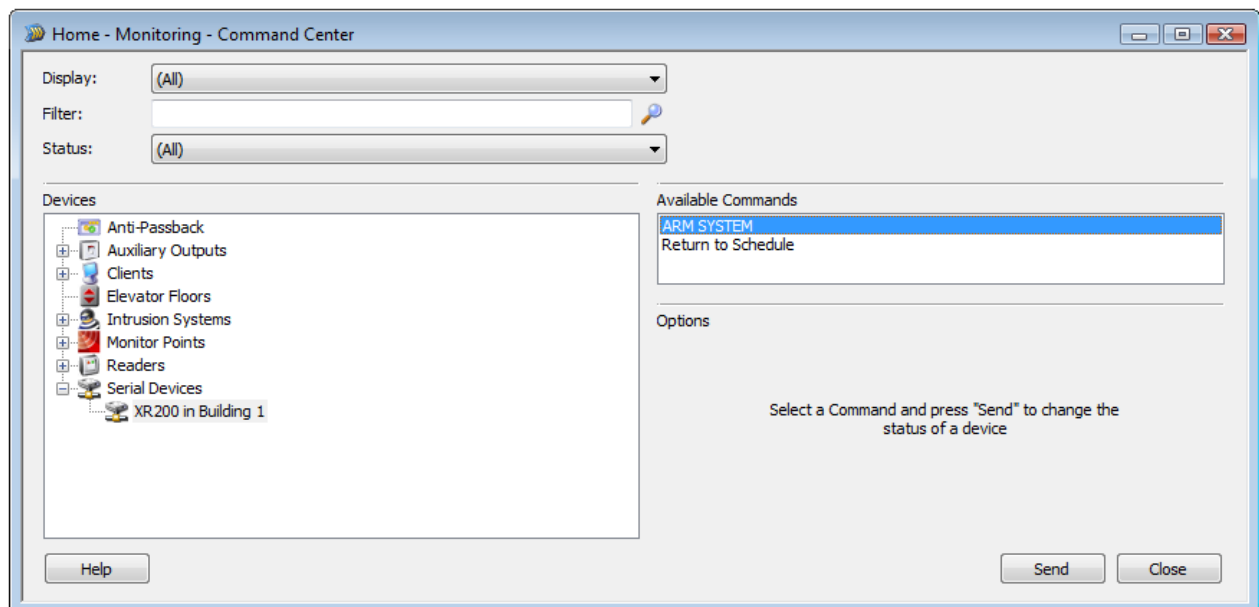 Home - Monitoring - Command Center
Display:
(All)
Filter:
Status:
(All)
Devices
Anti-Passback
Auxiliary Outputs
Clients
Elevator Floors
Intrusion Systems
Monitor Points
Readers
Serial Devices
XR200 in Building 1
Available Commands
ARM SYSTEM
Return to Schedule
Options
Select a Command and press "Send" to change the
status of a device
Help
Send
Close